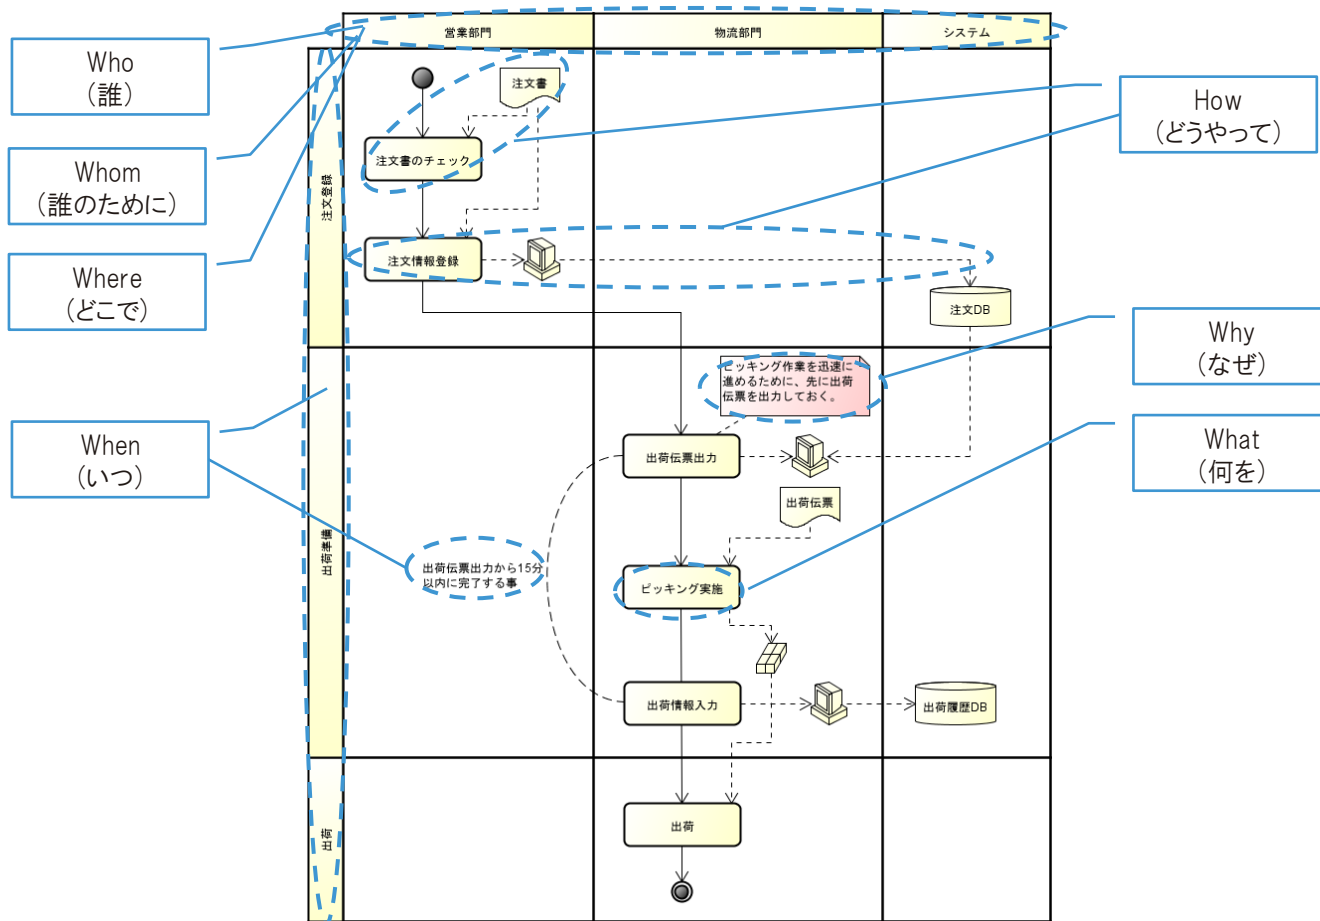 営業部門
物流部門
システム
Who
(誰)
Whom
(誰のために)
Where
(どこで)
When
(いつ)
How
(どうやって)
Why
(なぜ)
What
(何を)
注文登録
注文書
注文書のチェック
注文情報登録
注文DB
出荷準備
ピッキング作業を迅速に
進めるために、先に出荷
伝票を出力しておく。
出荷伝票出力
出荷伝票
出荷伝票出力から15分
以内に完了する事
ピッキング実施
出荷情報入力
出荷履歴DB
出荷
出荷